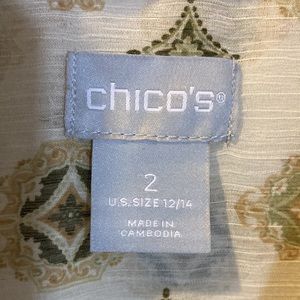 chico's®
2
U.S. SIZE 12/14
MADE IN
CAMBODIA